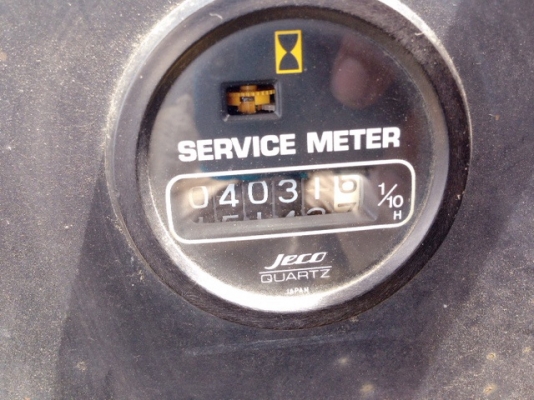 SERVICE METER
04031 1/10
H
Jeco
QUARTZ
JAPAN